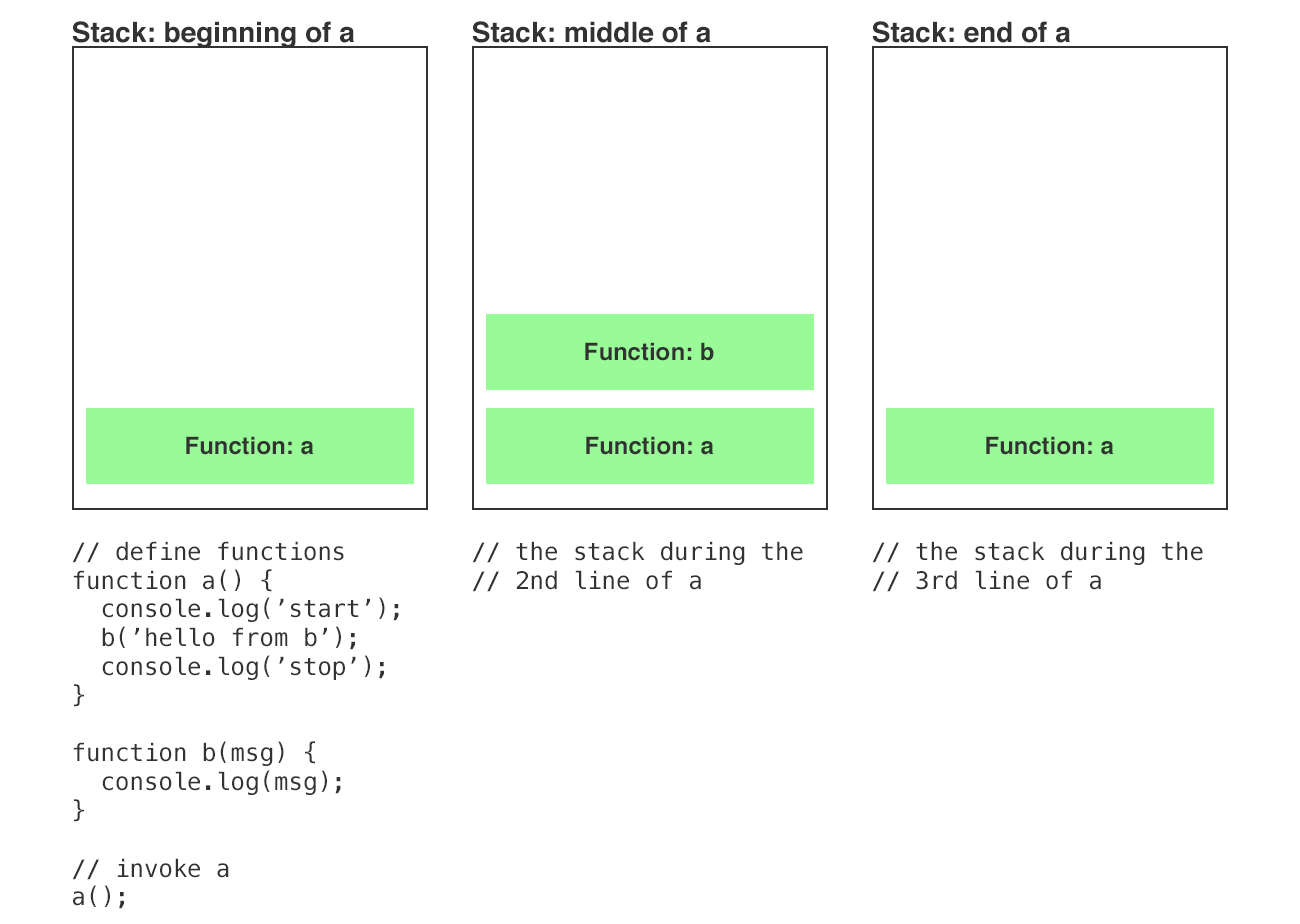 Stack: beginning of a
Function: a
// define functions
function a() {
  console.log(’start’);
  b(’hello from b’);
  console.log(’stop’);
}

function b(msg) {
  console.log(msg);
}

// invoke a
a();
Stack: middle of a
Function: b
Function: a
// the stack during the
// 2nd line of a
Stack: end of a
Function: a
// the stack during the
// 3rd line of a